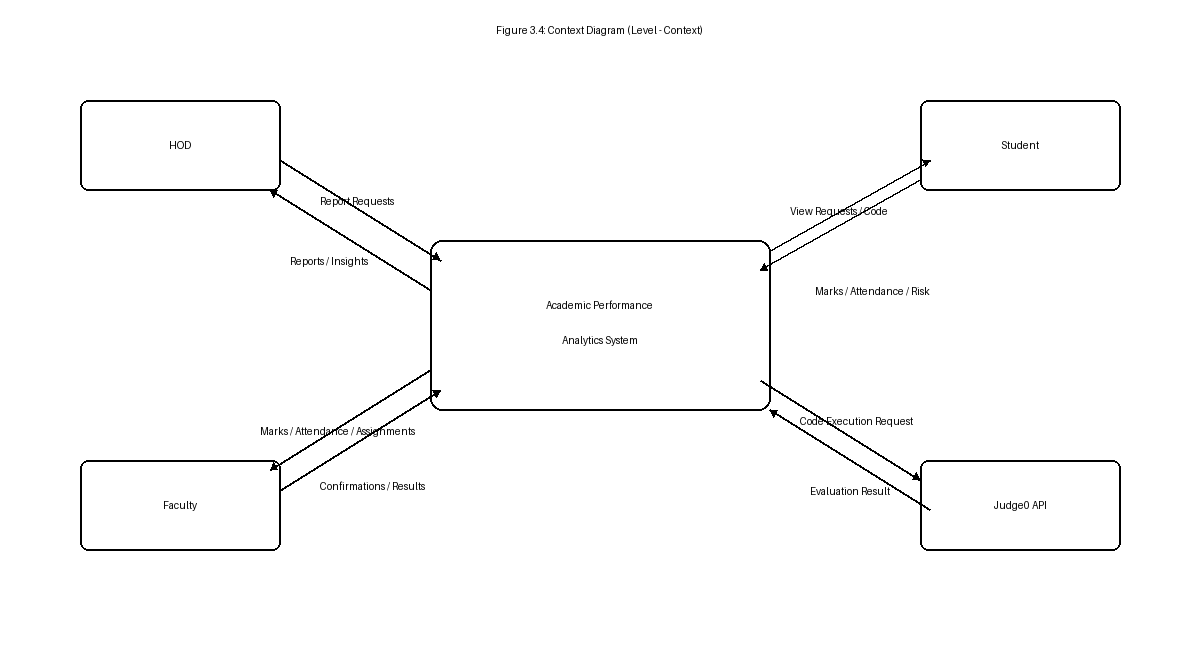 Figure 3.4: Context Diagram (Level - Context)
HOD
Student
Report Requests
View Requests / Code
Reports / Insights
Marks / Attendance / Risk
Academic Performance
Analytics System
Marks / Attendance / Assignments
Code Execution Request
Confirmations / Results
Evaluation Result
Faculty
Judge0 API